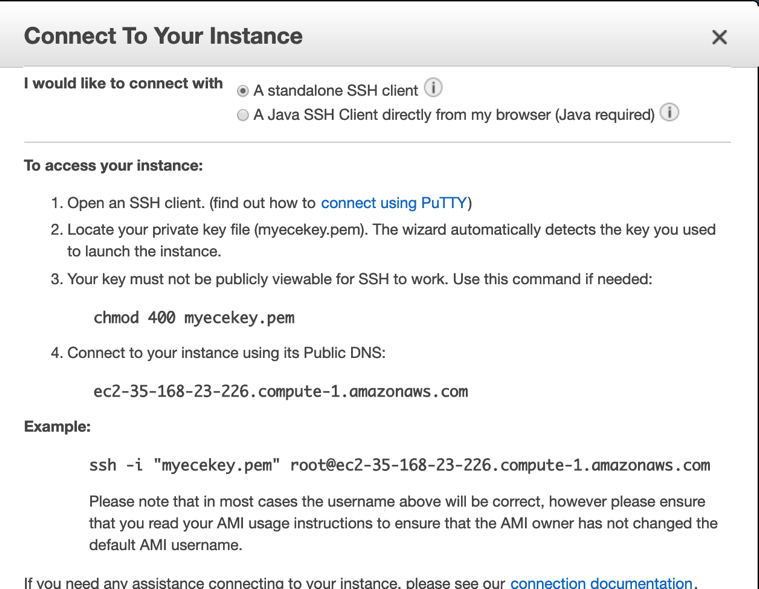 Connect To Your Instance
I would like to connect with
A standalone SSH client
A Java SSH Client directly from my browser (Java required)
To access your instance:
1. Open an SSH client. (find out how to connect using PuTTY)
2. Locate your private key file (myecekey.pem). The wizard automatically detects the key you used
to launch the instance.
3. Your key must not be publicly viewable for SSH to work. Use this command if needed:
chmod 400 myecekey.pem
4. Connect to your instance using its Public DNS:
ec2-35-168-23-226.compute-1.amazonaws.com
Example:
ssh -i "myecekey.pem" root@ec2-35-168-23-226.compute-1.amazonaws.com
Please note that in most cases the username above will be correct, however please ensure
that you read your AMI usage instructions to ensure that the AMI owner has not changed the
default AMI username.
If you need any assistance connecting to your instance, please see our connection documentation.